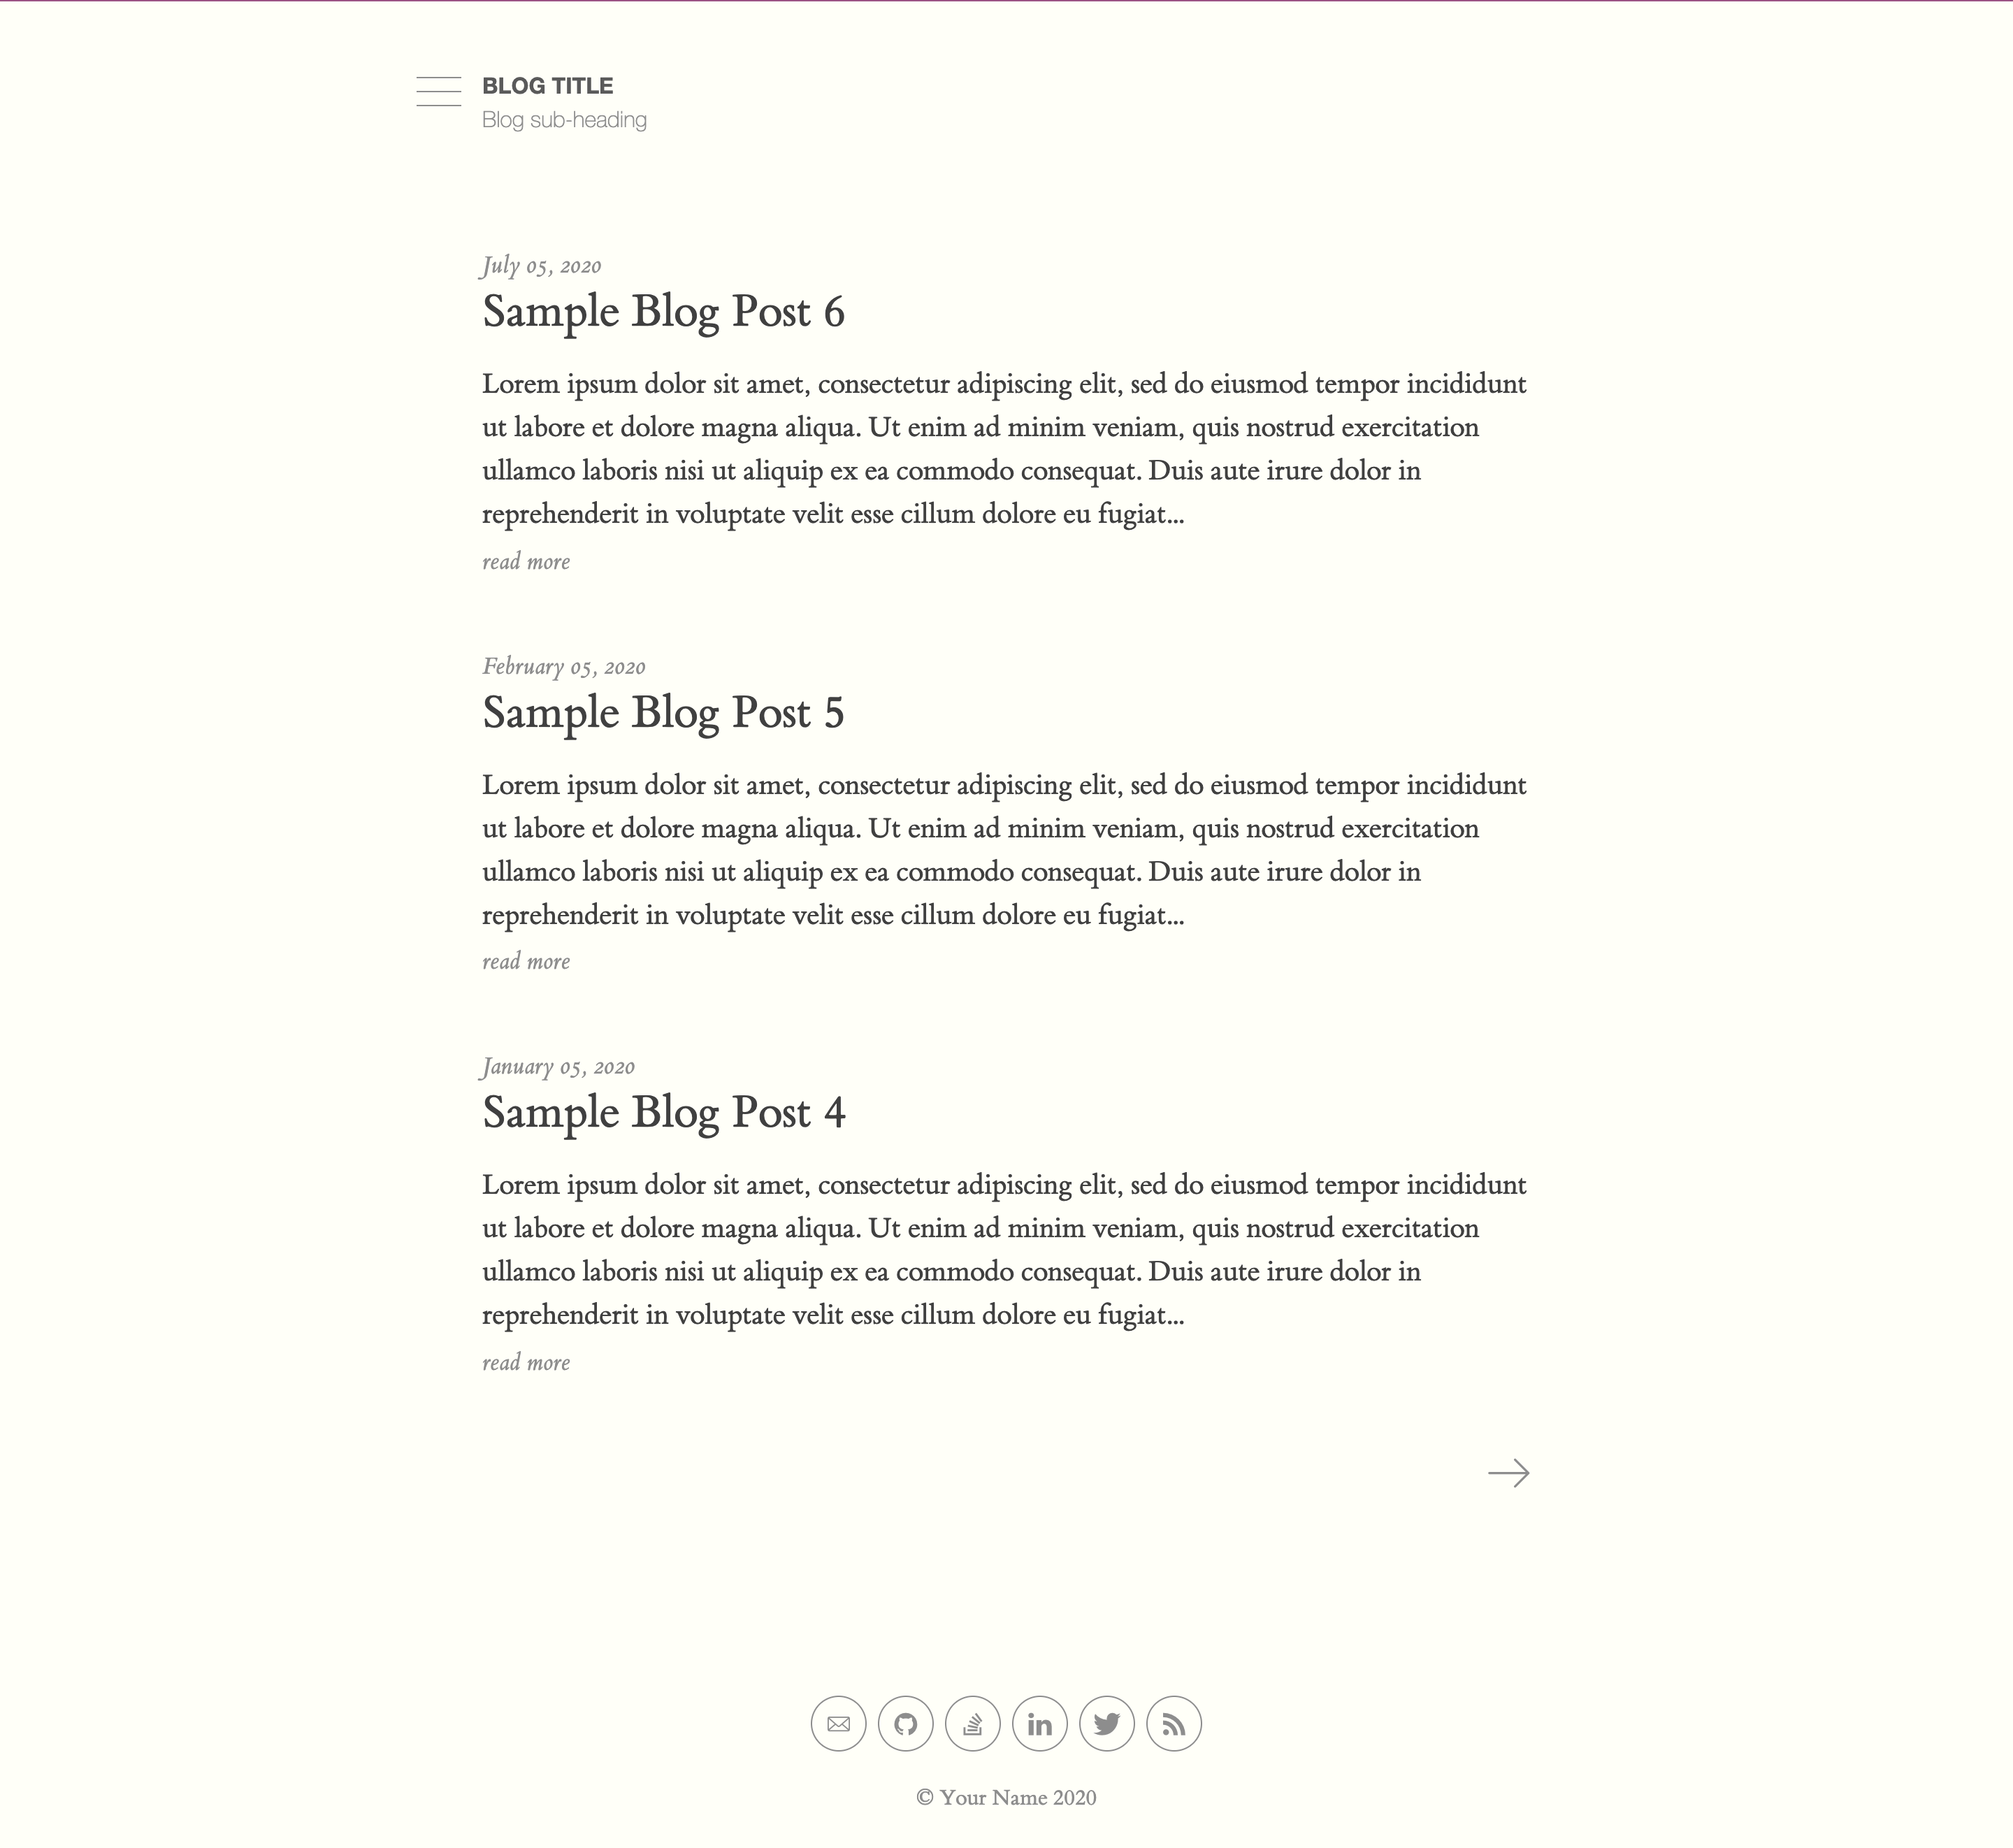 BLOG TITLE
Blog sub-heading
July 05, 2020
Sample Blog Post 6
Lorem ipsum dolor sit amet, consectetur adipiscing elit, sed do eiusmod tempor incididunt
ut labore et dolore magna aliqua. Ut enim ad minim veniam, quis nostrud exercitation
ullamco laboris nisi ut aliquip ex ea commodo consequat. Duis aute irure dolor in
reprehenderit in voluptate velit esse cillum dolore eu fugiat...
read more
February 05, 2020
Sample Blog Post 5
Lorem ipsum dolor sit amet, consectetur adipiscing elit, sed do eiusmod tempor incididunt
ut labore et dolore magna aliqua. Ut enim ad minim veniam, quis nostrud exercitation
ullamco laboris nisi ut aliquip ex ea commodo consequat. Duis aute irure dolor in
reprehenderit in voluptate velit esse cillum dolore eu fugiat...
read more
January 05, 2020
Sample Blog Post 4
Lorem ipsum dolor sit amet, consectetur adipiscing elit, sed do eiusmod tempor incididunt
ut labore et dolore magna aliqua. Ut enim ad minim veniam, quis nostrud exercitation
ullamco laboris nisi ut aliquip ex ea commodo consequat. Duis aute irure dolor in
reprehenderit in voluptate velit esse cillum dolore eu fugiat...
read more
in
© Your Name 2020